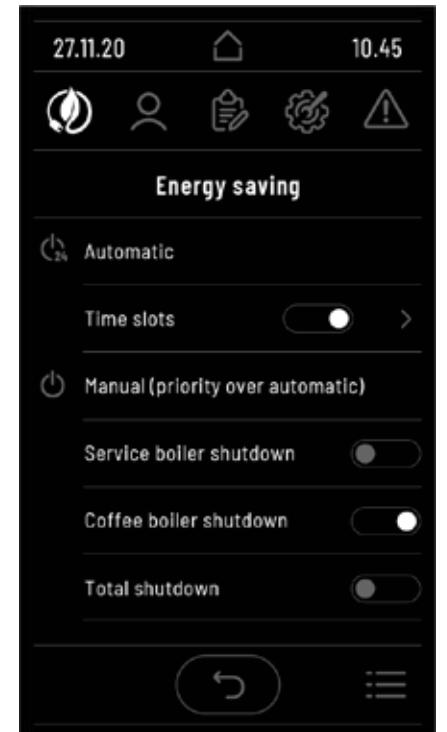 27.11.20 10.45
Energy saving
24 Automatic
Time slots
Manual (priority over automatic)
Service boiler shutdown
Coffee boiler shutdown
Total shutdown